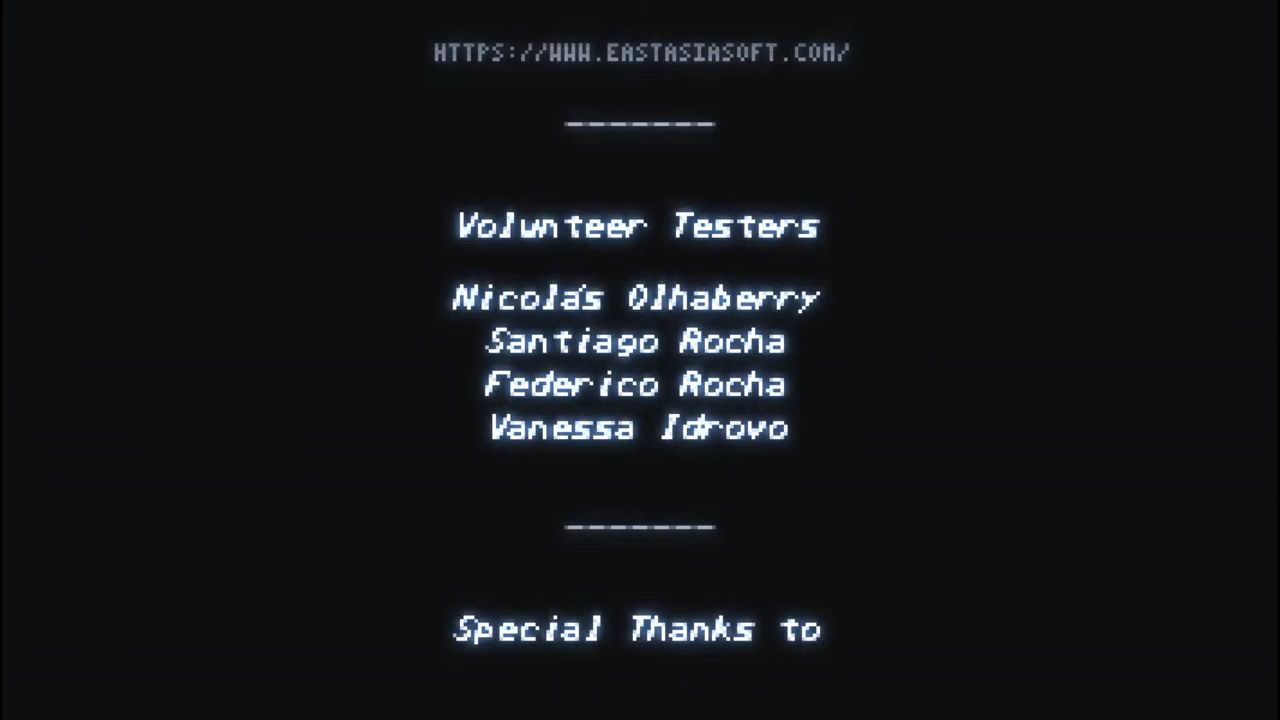 HTTPS://WWW.EASTASIASOFT.COM/
-------
Volunteer Testers
Nicolás Olhaberry
Santiago Rocha
Federico Rocha
Vanessa Idrovo
-------
Special Thanks to